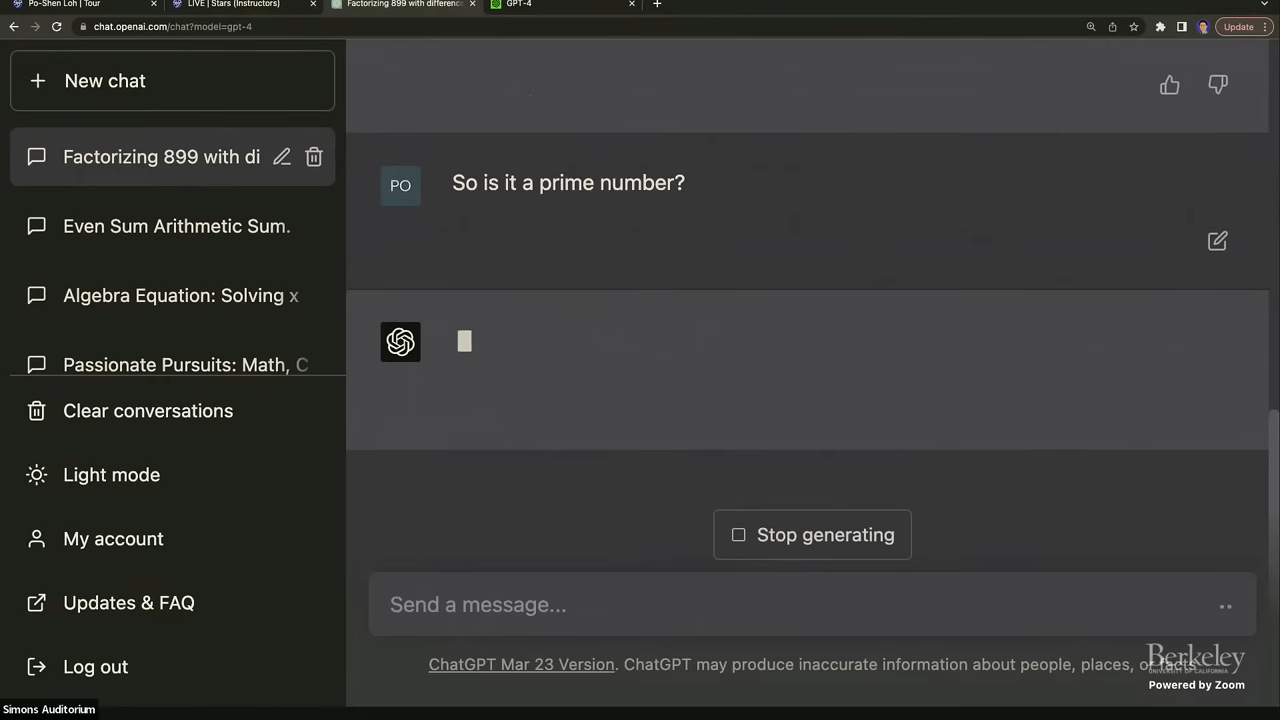 Po-Shen Loh | Tour
LIVE | Stars (Instructors)
Factorizing 899 with differenc
GPT-4
chat.openai.com/chat?model=gpt-4
Update
New chat
Factorizing 899 with di
Even Sum Arithmetic Sum.
Algebra Equation: Solving x
Passionate Pursuits: Math, C
Clear conversations
Light mode
My account
Updates & FAQ
Log out
PO
So is it a prime number?
Stop generating
Send a message...
ChatGPT Mar 23 Version. ChatGPT may produce inaccurate information about people, places, or facts
Berkeley
UNIVERSITY OF CALIFORNIA
Powered by Zoom
Simons Auditorium